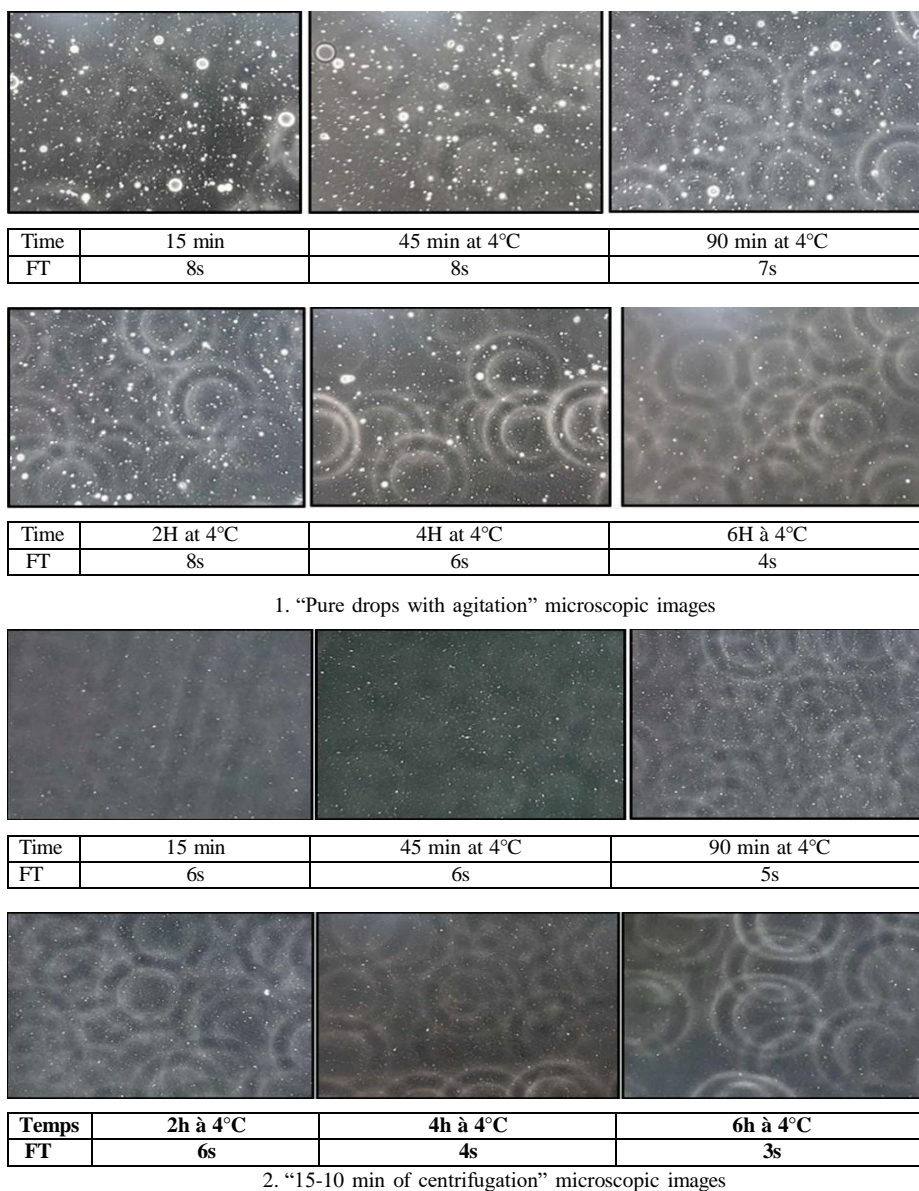 Time 15 min 45 min at 4°C 90 min at 4°C
FT 8s 8s 7s
Time 2H at 4°C 4H at 4°C 6H à 4°C
FT 8s 6s 4s
1. “Pure drops with agitation” microscopic images
Time 15 min 45 min at 4°C 90 min at 4°C
FT 6s 6s 5s
Temps 2h à 4°C 4h à 4°C 6h à 4°C
FT 6s 4s 3s
2. “15-10 min of centrifugation” microscopic images